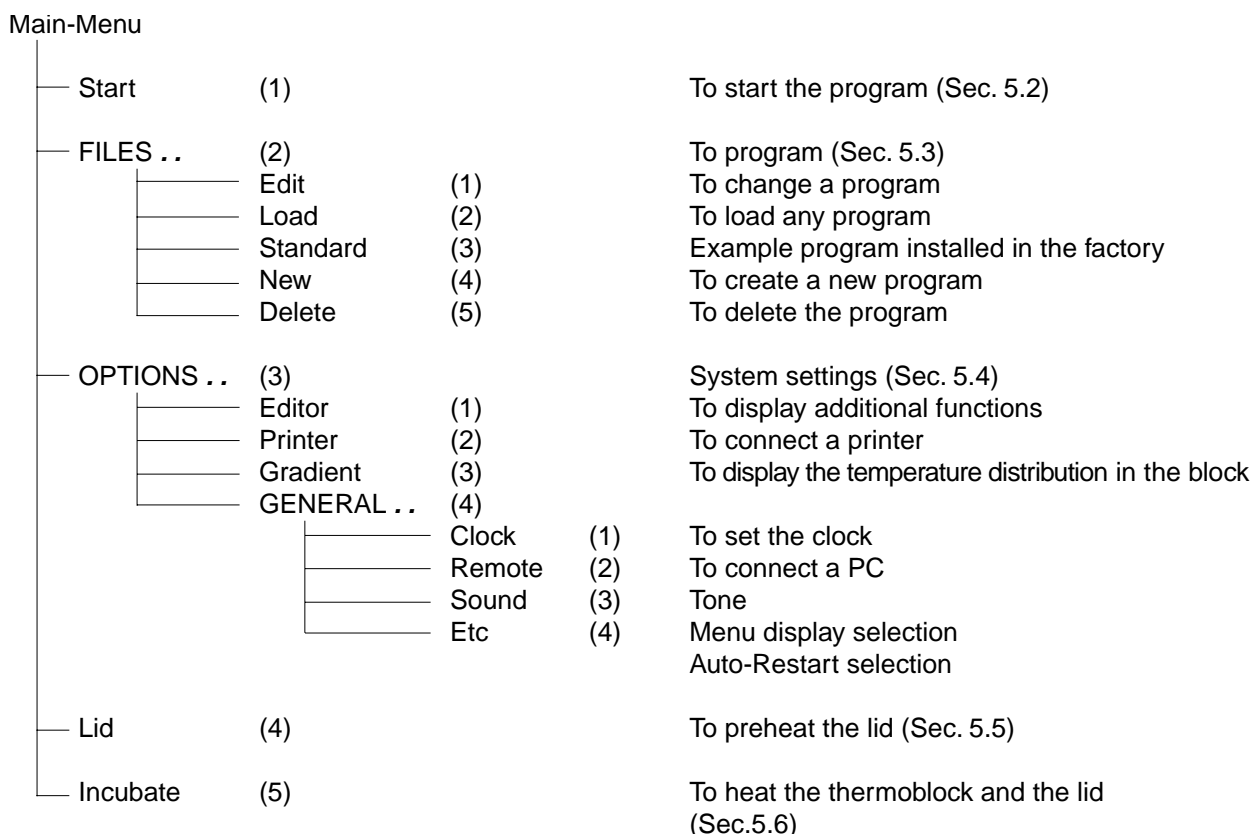 Main-Menu
Start (1) To start the program (Sec. 5.2)
FILES . . (2) To program (Sec. 5.3)
Edit (1) To change a program
Load (2) To load any program
Standard (3) Example program installed in the factory
New (4) To create a new program
Delete (5) To delete the program
OPTIONS . . (3) System settings (Sec. 5.4)
Editor (1) To display additional functions
Printer (2) To connect a printer
Gradient (3) To display the temperature distribution in the block
GENERAL . . (4)
Clock (1) To set the clock
Remote (2) To connect a PC
Sound (3) Tone
Etc (4) Menu display selection
Auto-Restart selection
Lid (4) To preheat the lid (Sec. 5.5)
Incubate (5) To heat the thermoblock and the lid
(Sec.5.6)